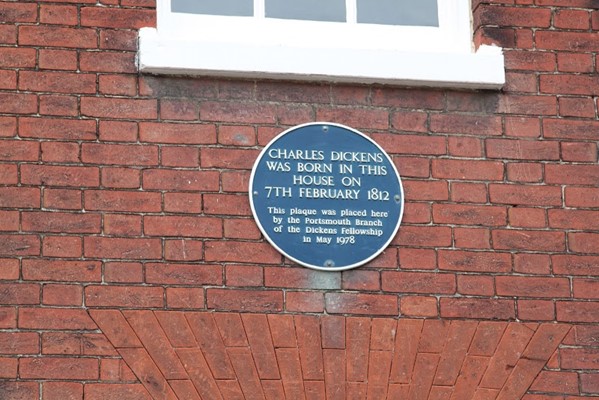 CHARLES DICKENS
WAS BORN IN THIS
HOUSE ON
7TH FEBRUARY 1812
This plaque was placed here
by the Portsmouth Branch
of the Dickens Fellowship
in May 1978